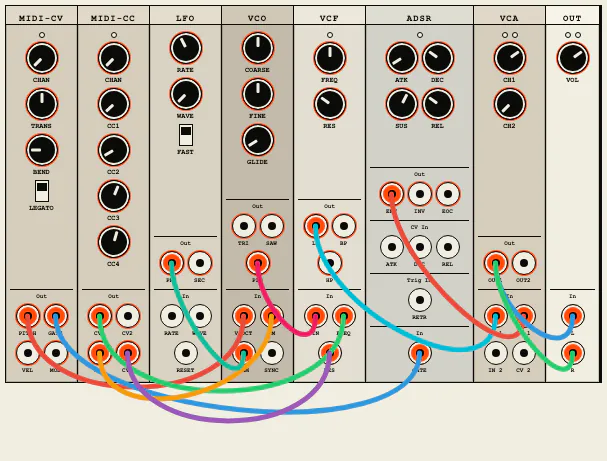 MIDI-CV
CHAN
TRANS
BEND
LEGATO
Out
VEL
MIDI-CC
CHAN
CC1
CC2
CC3
CC4
Out
CV2
LFO
RATE
WAVE
FAST
Out
SEC
In
RATE
RESET
VCO
COARSE
FINE
GLIDE
Out
TRI SAW
In
SYNC
VCF
FREQ
RES
Out
BP
HP
In
IN
ADSR
ATK DEC
SUS REL
Out
INV EOC
CV In
ATK REL
RETR
In
VCA
CH1
CH2
Out
OUT2
In
IN 2 CV 2
OUT
VOL
In
R